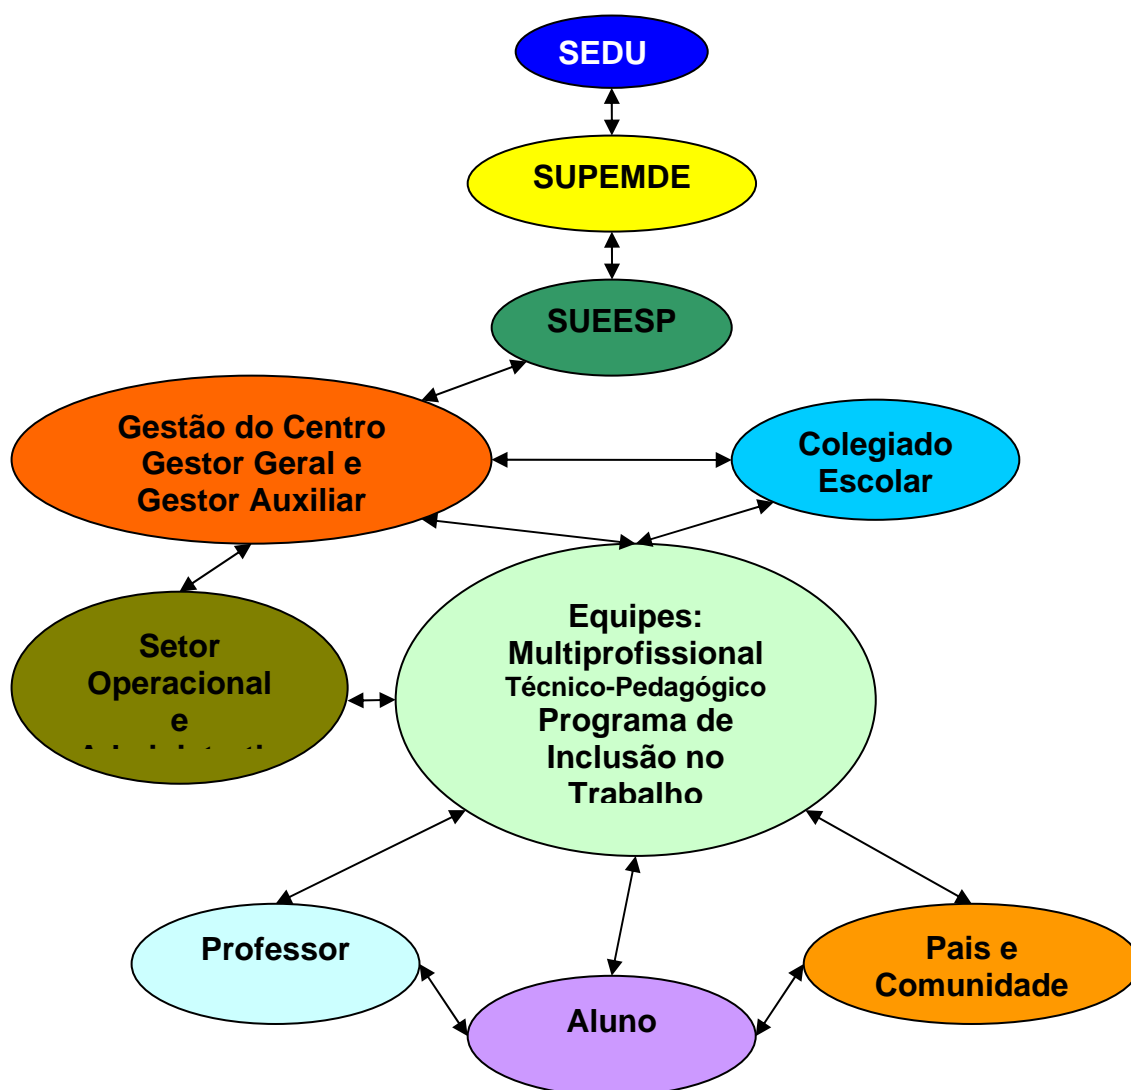 SEDU
SUPEMDE
SUEESP
Gestão do Centro
Gestor Geral e
Gestor Auxiliar
Colegiado
Escolar
Setor
Operacional
e
Equipes:
Multiprofissional
Técnico-Pedagógico
Programa de
Inclusão no
Trabalho
Professor
Aluno
Pais e
Comunidade